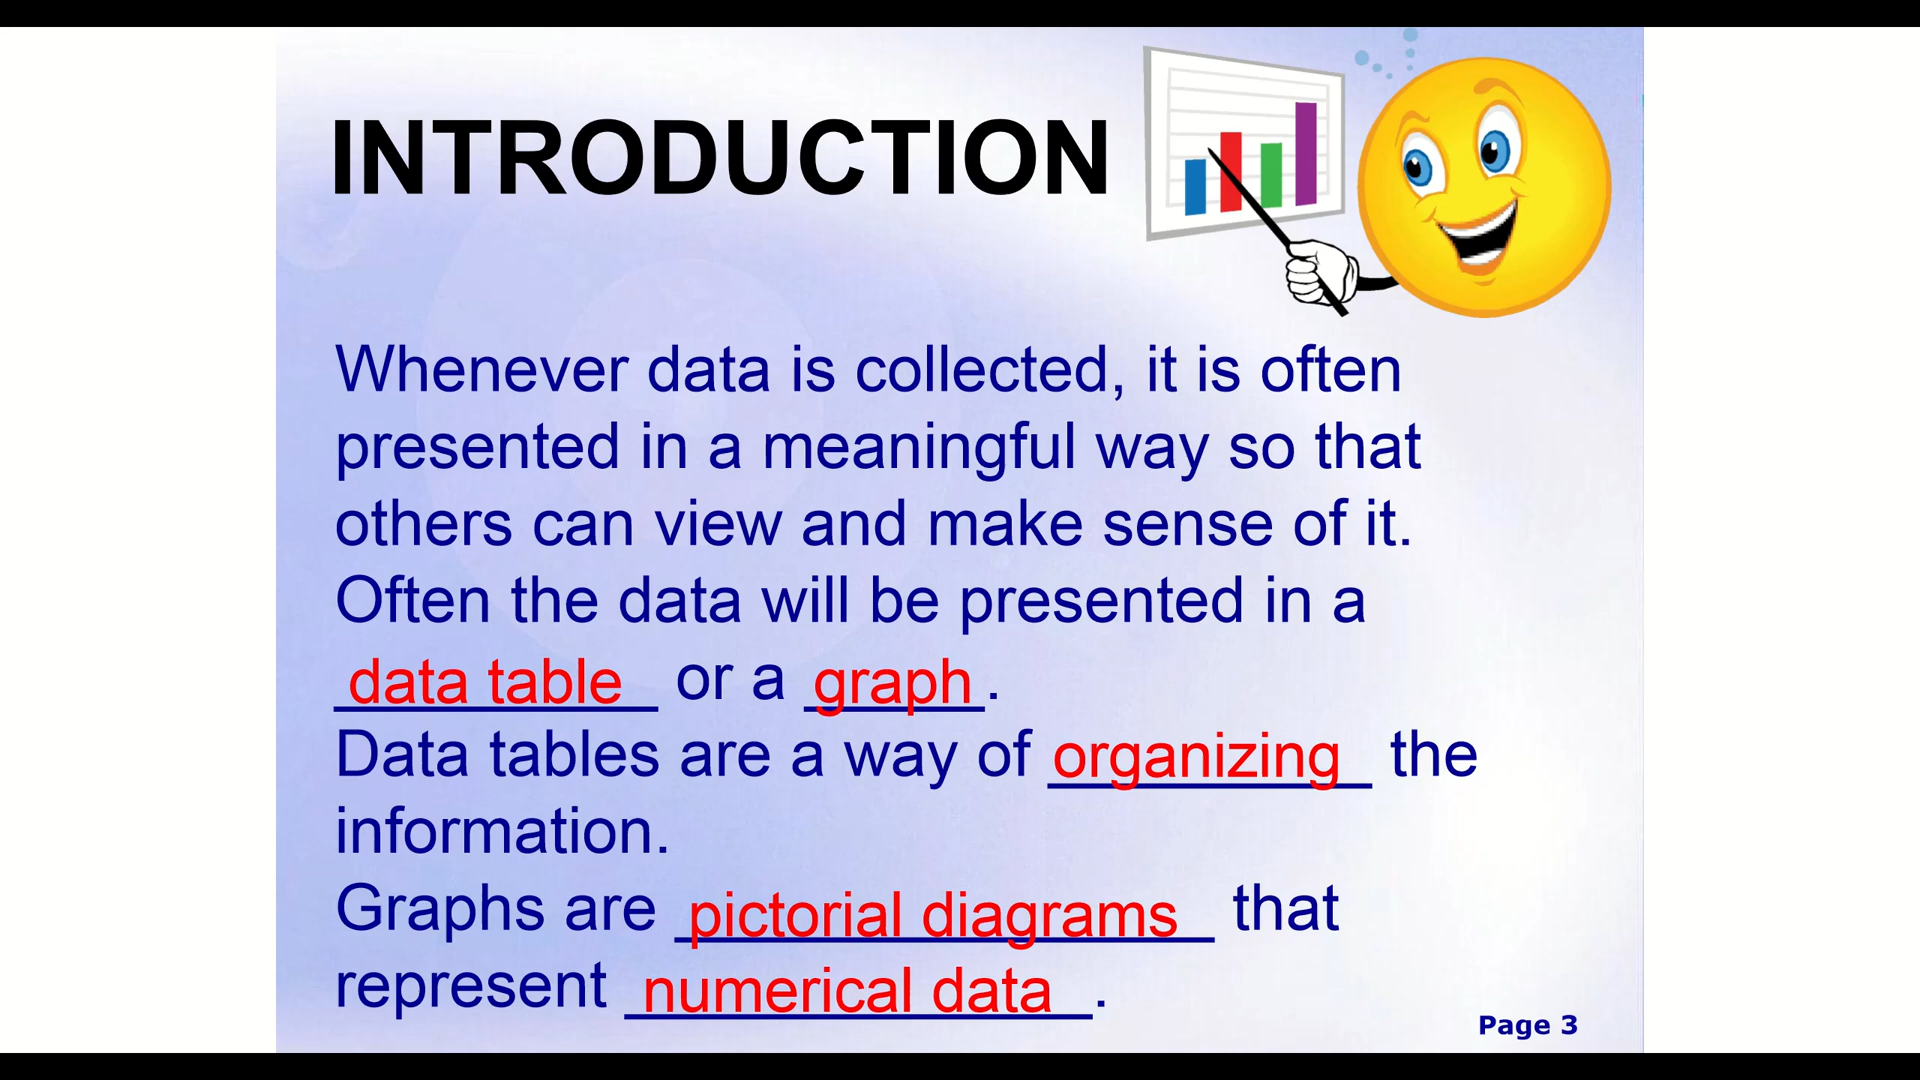 INTRODUCTION
Whenever data is collected, it is often
presented in a meaningful way so that
others can view and make sense of it.
Often the data will be presented in a
data table or a graph.
Data tables are a way of organizing the
information.
Graphs are pictorial diagrams that
represent numerical data.
Page 3